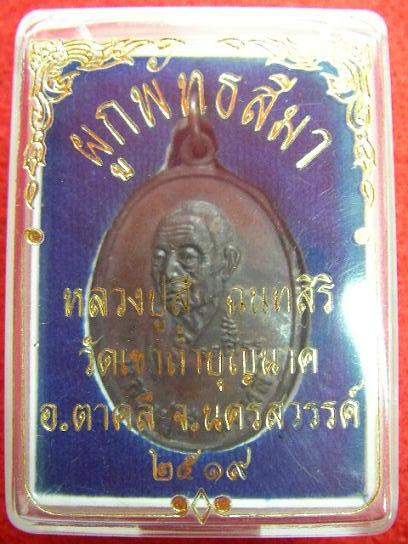 ผูกพัทธสีมา
หลวงปู่สี ฉนฺทสิริ
วัดเขาถ้ำบุญนาค
อ.ตาคลี จ.นครสวรรค์
๒๕๑๙